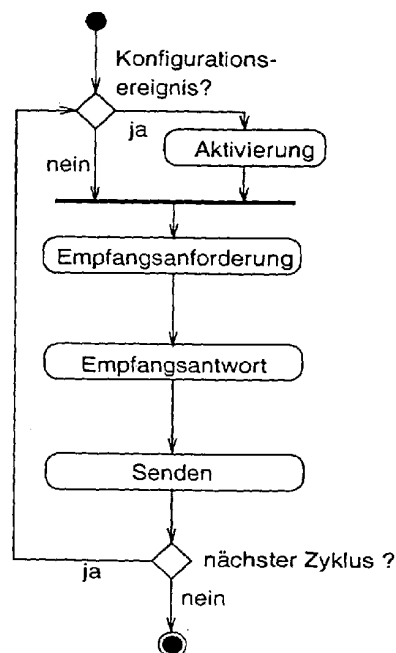 Konfigurations-
ereignis?
ja
Aktivierung
nein
Empfangsanforderung
Empfangsantwort
Senden
nächster Zyklus ?
ja
nein